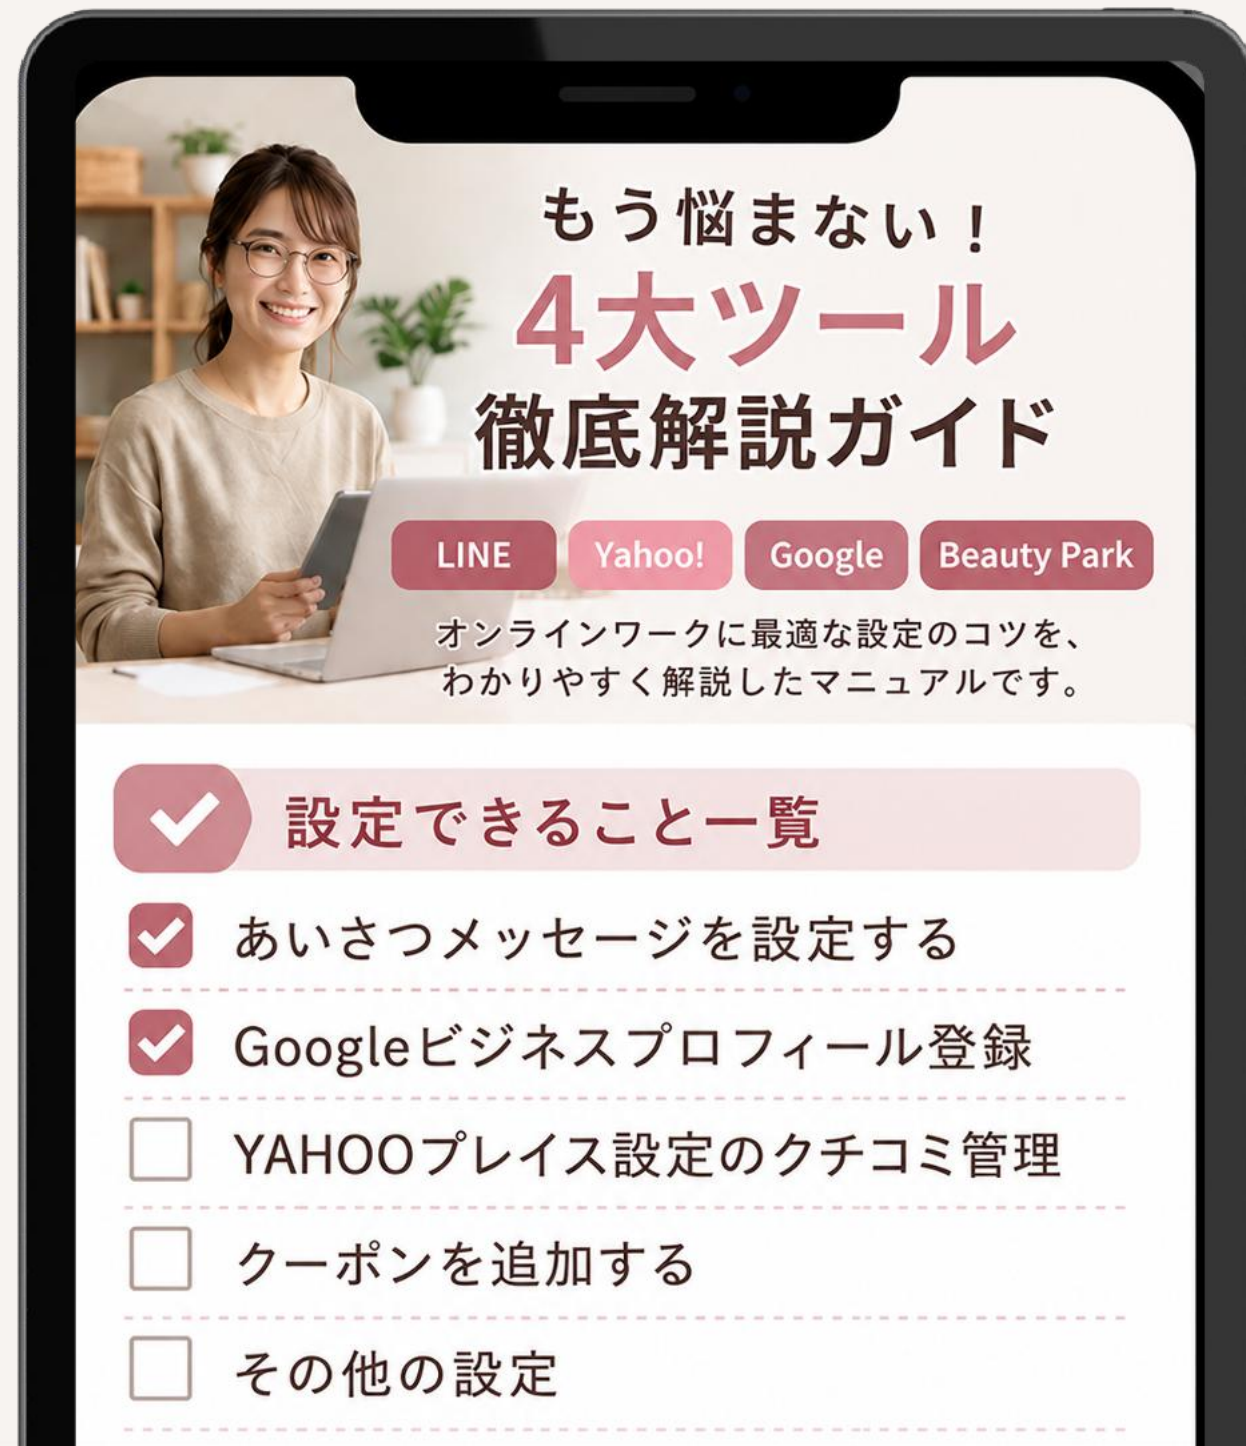 もう悩まない！
4大ツール
徹底解説ガイド
LINE Yahoo! Google Beauty Park
オンラインワークに最適な設定のコツを、
わかりやすく解説したマニュアルです。
設定できること一覧
あいさつメッセージを設定する
Googleビジネスプロフィール登録
YAHOOプレイス設定のクチコミ管理
クーポンを追加する
その他の設定